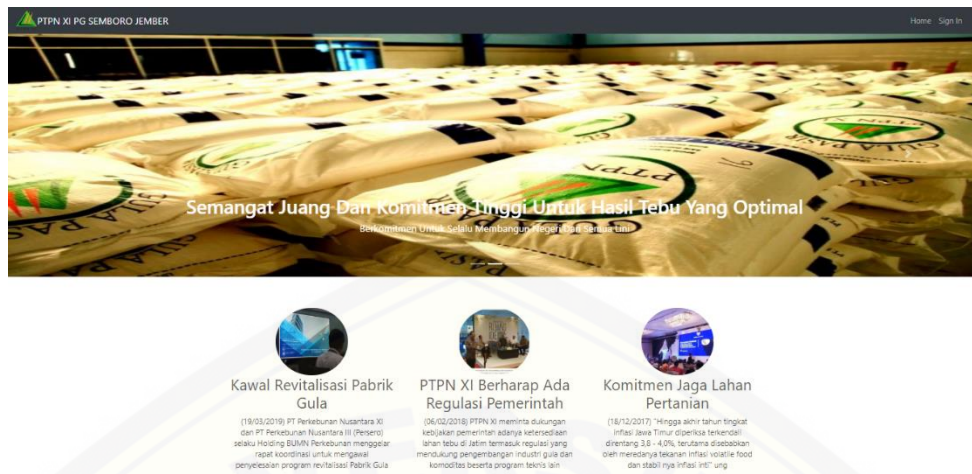 PTPN XI PG SEMBORO JEMBER
Home Sign In
GULA PASIR
PTPN XI
Semangat Juang Dan Komitmen Tinggi Untuk Hasil Tebu Yang Optimal
Berkomitmen Untuk Selalu Membangun Negeri Dari Semua Lini
Kawal Revitalisasi Pabrik
Gula
(19/03/2019) PT Perkebunan Nusantara XI
dan PT Perkebunan Nusantara III (Persero)
selaku Holding BUMN Perkebunan menggelar
rapat koordinasi untuk mengawal
penyelesaian program revitalisasi Pabrik Gula
PTPN XI Berharap Ada
Regulasi Pemerintah
(06/02/2018) PTPN XI meminta dukungan
kebijakan pemerintah adanya ketersediaan
lahan tebu di Jatim termasuk regulasi yang
mendukung pengembangan industri gula dan
komoditas beserta program teknis lain
Komitmen Jaga Lahan
Pertanian
(18/12/2017) "Hingga akhir tahun tingkat
inflasi Jawa Timur diperiksa terkendali
direntang 3,8 - 4,0%, terutama disebabkan
oleh meredanya tekanan inflasi volatile food
dan stabil nya inflasi inti" ung